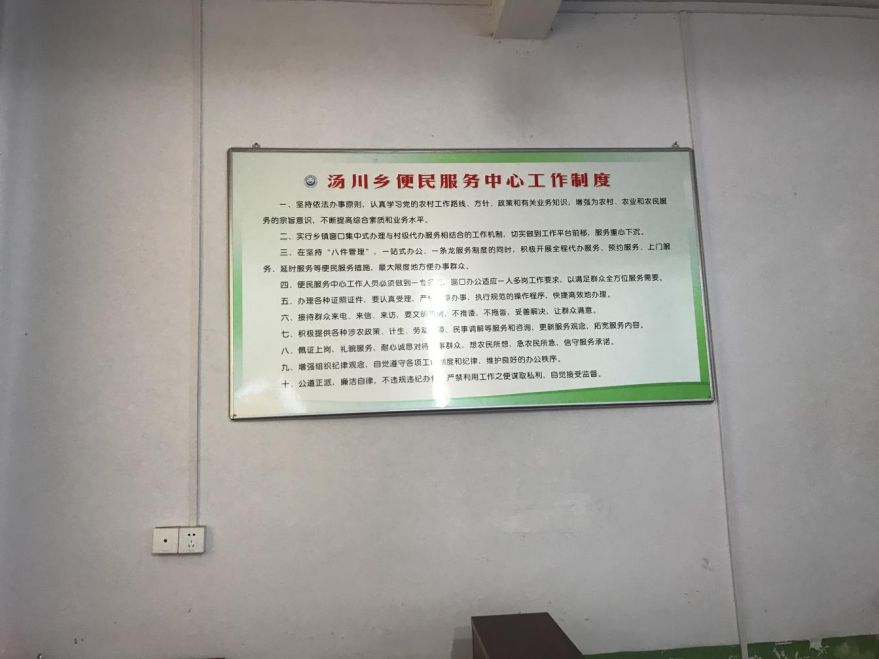 汤川乡便民服务中心工作制度
一、坚持依法办事原则，认真学习党的农村工作路线、方针、政策和有关业务知识，增强为农村、农业和农民服
务的宗旨意识，不断提高综合素质和业务水平。
二、实行乡镇窗口集中式办理与村级代办服务相结合的工作机制，切实做到工作平台前移、服务重心下沉。
三、在坚持“八件管理”，一站式办公、一条龙服务制度的同时，积极开展全程代办服务、预约服务、上门服
务、延时服务等便民服务措施，最大限度地方便办事群众。
四、便民服务中心工作人员必须做到一专多，窗口办公适应一人多岗工作要求，以满足群众全方位服务需要。
五、办理各种证照证件，要认真受理、严办事、执行规范的操作程序，快捷高效地办理。
六、接待群众来电、来信、来访，要文明，不推诿、不拖沓，妥善解决，让群众满意。
七、积极提供各种涉农政策、计生、劳动、民事调解等服务和咨询，更新服务观念，拓宽服务内容。
八、佩证上岗，礼貌服务，耐心诚恳对待群众，想农民所想，急农民所急，信守服务承诺。
九、增强组织纪律观念，自觉遵守各项工制度和纪律，维护良好的办公秩序。
十、公道正派，廉洁自律，不违规违纪办，严禁利用工作之便谋取私利，自觉接受监督。